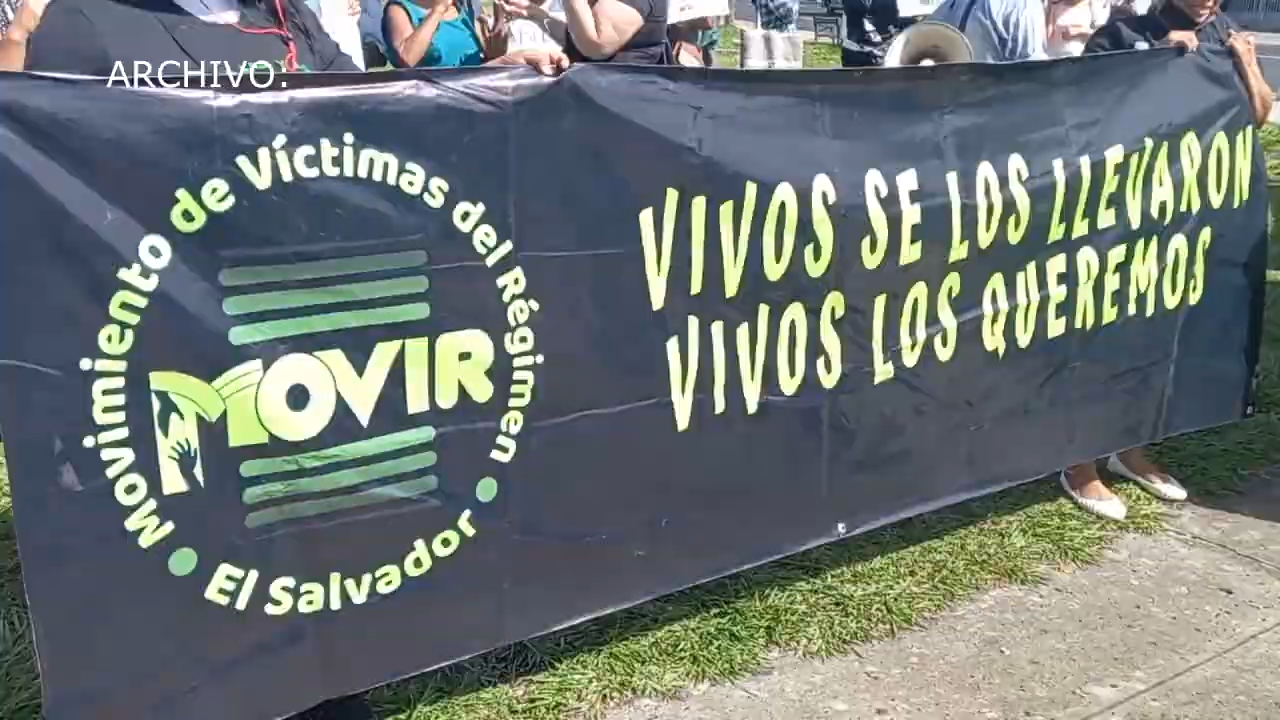 ARCHIVO:
Movimiento de Víctimas del Régimen
MOVIR
El Salvador
VIVOS SE LOS LLEVARON
VIVOS LOS QUEREMOS